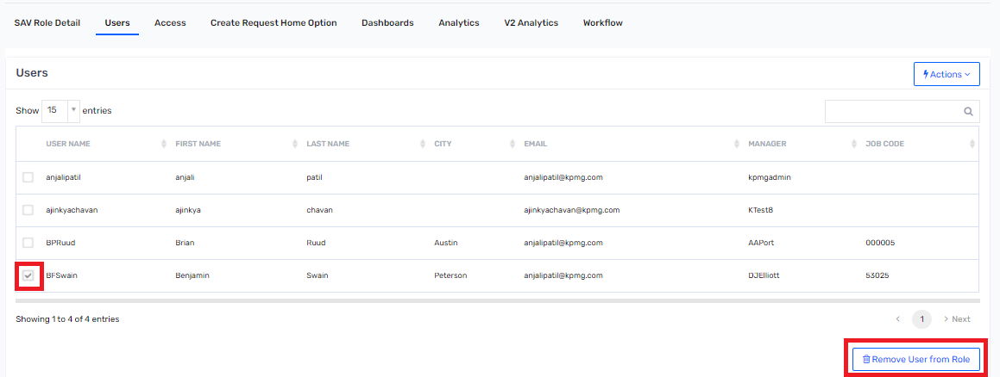 SAV Role Detail Users Access Create Request Home Option Dashboards Analytics V2 Analytics Workflow
Users
Actions
Show 15 entries
USER NAME FIRST NAME LAST NAME CITY EMAIL MANAGER JOB CODE
anjalipatil anjali patil anjalipatil@kpmg.com kpmgadmin
ajinkyachavan ajinkya chavan ajinkyachavan@kpmg.com KTest8
BPRuud Brian Ruud Austin anjalipatil@kpmg.com AAPort 000005
BFSwain Benjamin Swain Peterson anjalipatil@kpmg.com DJElliott 53025
Showing 1 to 4 of 4 entries
1 Next
Remove User from Role